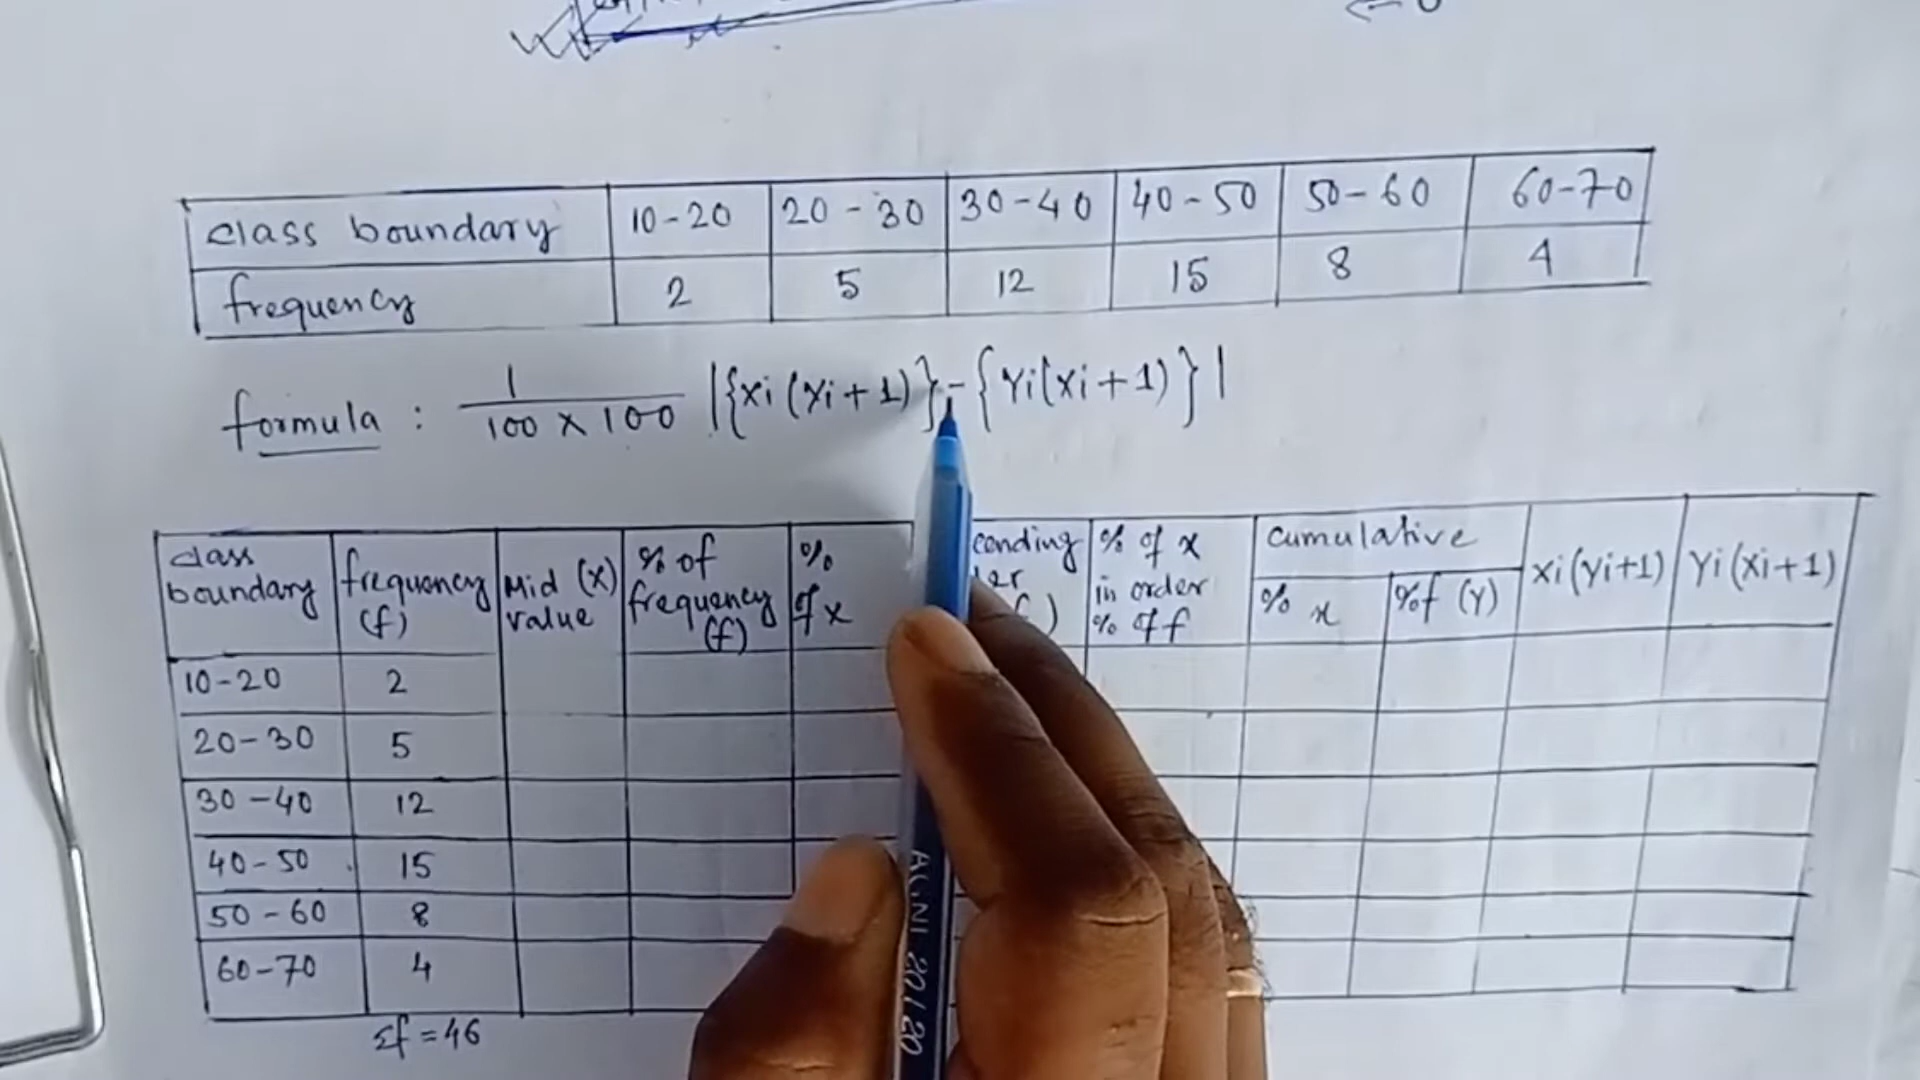 class boundary 10-20 20-30 30-40 40-50 50-60 60-70
frequency 2 5 12 15 8 4
formula : 1
100 × 100 |{xi(yi+1)}-{yi(xi+1)}|
class boundary frequency (f) Mid (x) value % of frequency (f) % of x % of x in order % of f cumulative % x %f (Y) xi(yi+1) Yi(xi+1)
10-20 2
20-30 5
30-40 12
40-50 15
50-60 8
60-70 4
Σf = 46
AGNI 20/20